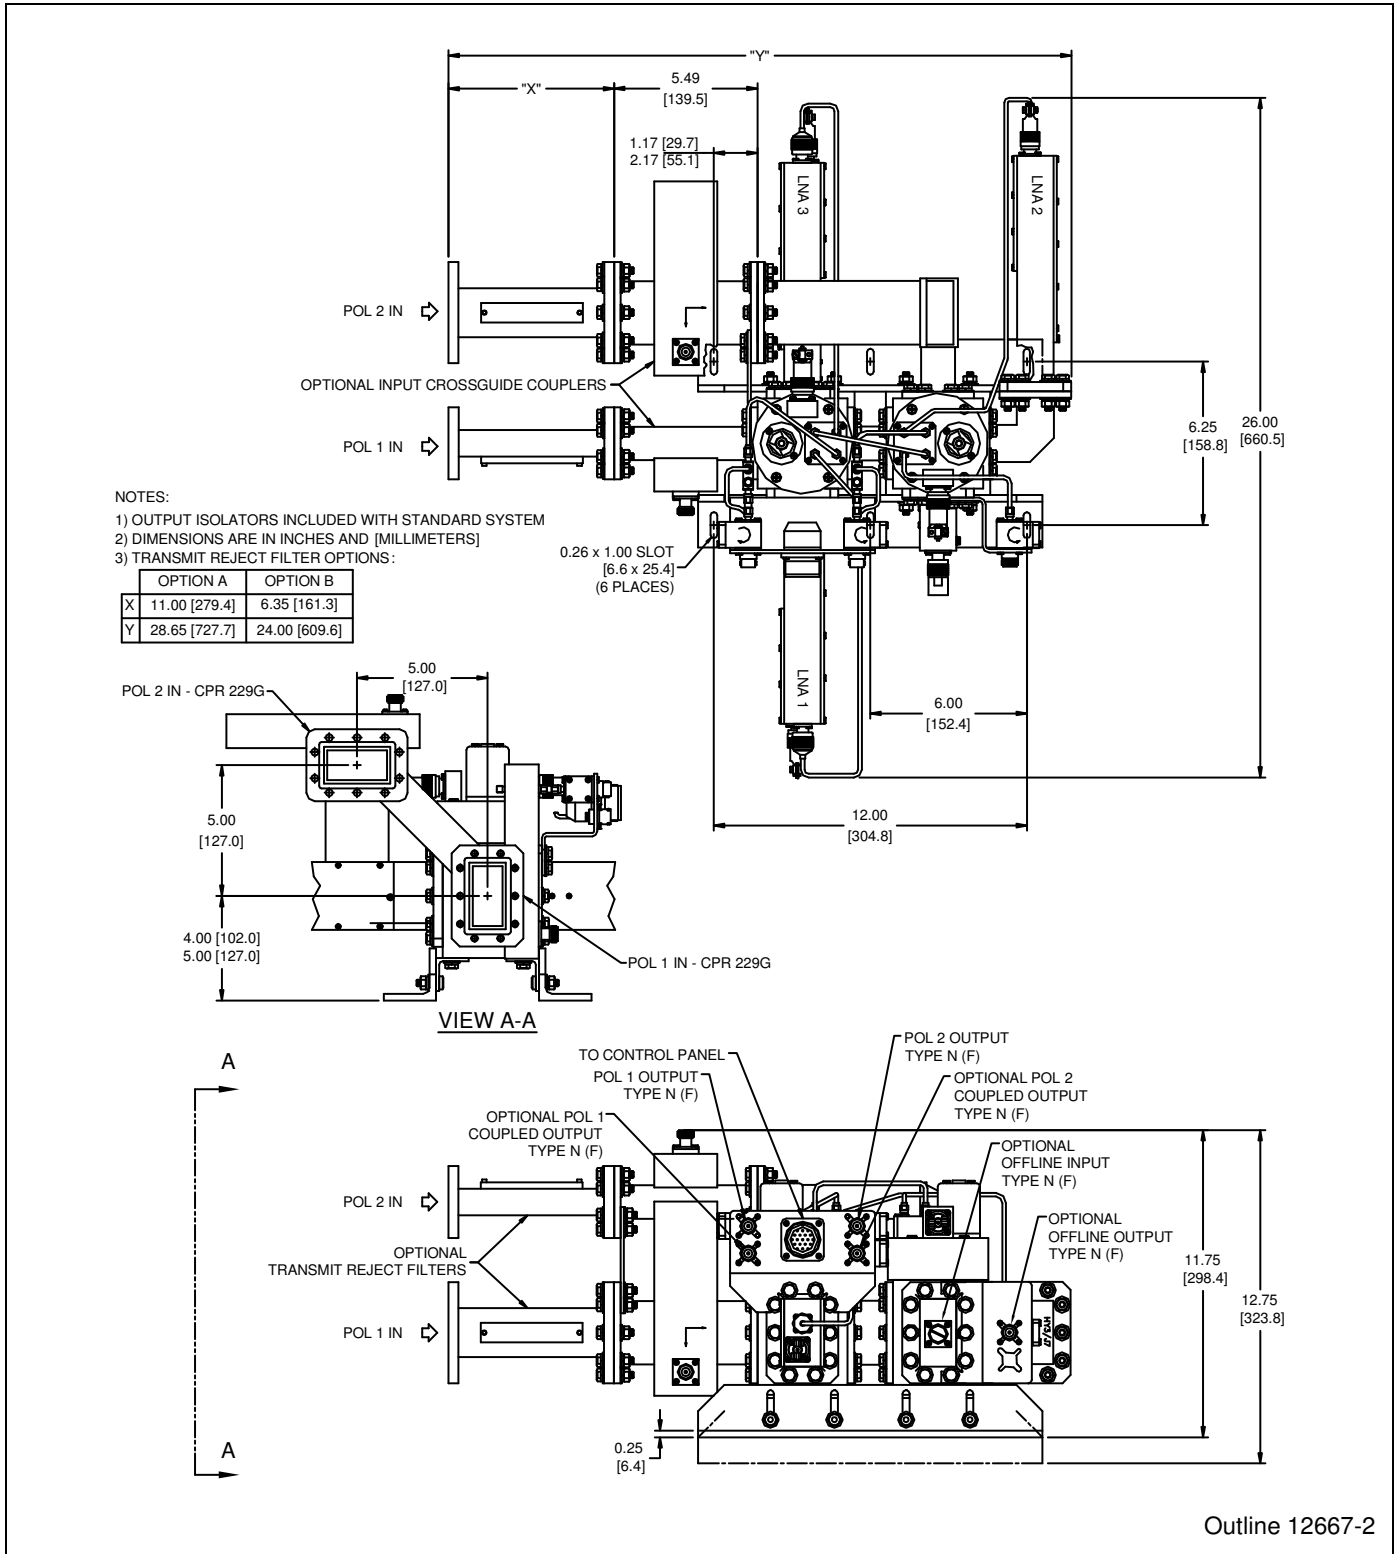 "Y"
"X"
5.49
[139.5]
1.17 [29.7]
2.17 [55.1]
LNA 3
LNA 2
POL 2 IN
OPTIONAL INPUT CROSSGUIDE COUPLERS
POL 1 IN
6.25
[158.8]
26.00
[660.5]
NOTES:
1) OUTPUT ISOLATORS INCLUDED WITH STANDARD SYSTEM
2) DIMENSIONS ARE IN INCHES AND [MILLIMETERS]
3) TRANSMIT REJECT FILTER OPTIONS:
OPTION A OPTION B
X 11.00 [279.4] 6.35 [161.3]
Y 28.65 [727.7] 24.00 [609.6]
0.26 x 1.00 SLOT
[6.6 x 25.4]
(6 PLACES)
LNA 1
6.00
[152.4]
12.00
[304.8]
5.00
[127.0]
POL 2 IN - CPR 229G
5.00
[127.0]
4.00 [102.0]
5.00 [127.0]
POL 1 IN - CPR 229G
VIEW A-A
A
A
TO CONTROL PANEL
POL 1 OUTPUT
TYPE N (F)
OPTIONAL POL 1
COUPLED OUTPUT
TYPE N (F)
POL 2 OUTPUT
TYPE N (F)
OPTIONAL POL 2
COUPLED OUTPUT
TYPE N (F)
OPTIONAL
OFFLINE INPUT
TYPE N (F)
OPTIONAL
OFFLINE OUTPUT
TYPE N (F)
POL 2 IN
OPTIONAL
TRANSMIT REJECT FILTERS
POL 1 IN
11.75
[298.4]
12.75
[323.8]
0.25
[6.4]
Outline 12667-2